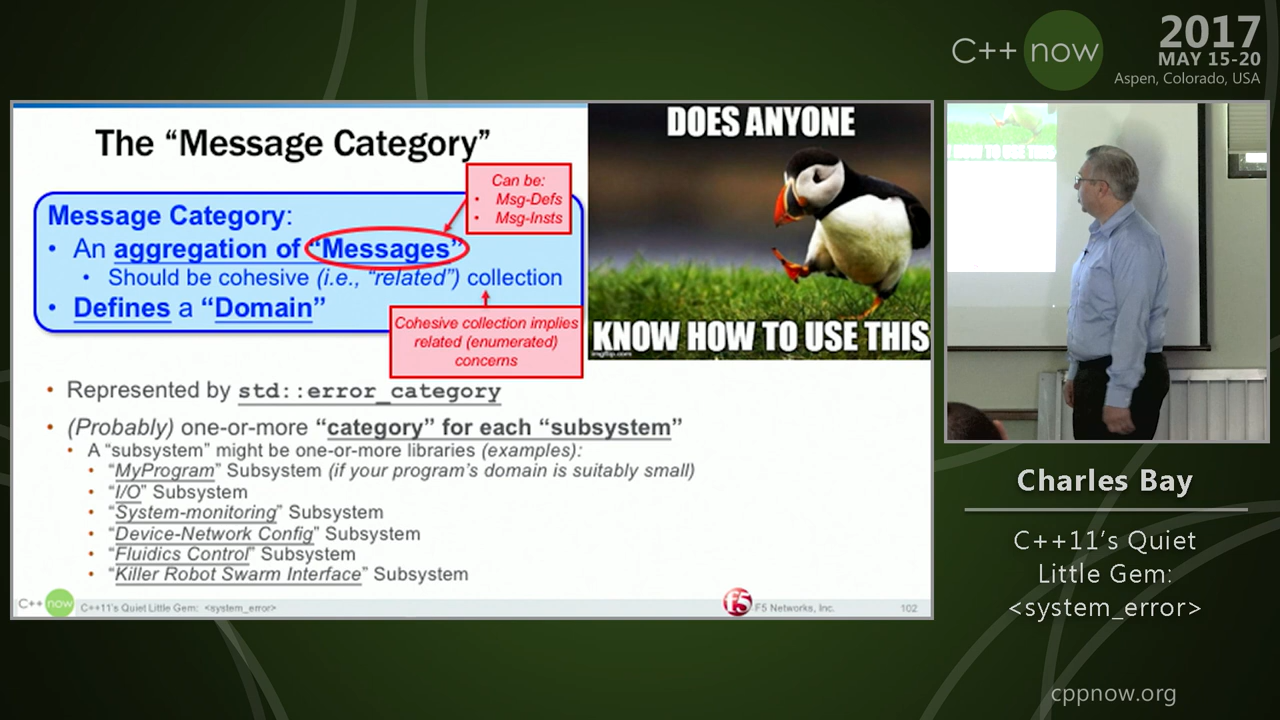 C++ now
2017
MAY 15-20
Aspen, Colorado, USA
The “Message Category”
Can be:
• Msg-Defs
• Msg-Insts
Message Category:
• An aggregation of “Messages”
• Should be cohesive (i.e., “related”) collection
• Defines a “Domain”
Cohesive collection implies
related (enumerated)
concerns
DOES ANYONE
KNOW HOW TO USE THIS
imgflip.com
• Represented by std::error_category
• (Probably) one-or-more “category” for each “subsystem”
• A “subsystem” might be one-or-more libraries (examples):
• “MyProgram” Subsystem (if your program’s domain is suitably small)
• “I/O” Subsystem
• “System-monitoring” Subsystem
• “Device-Network Config” Subsystem
• “Fluidics Control” Subsystem
• “Killer Robot Swarm Interface” Subsystem
C++ now
C++11’s Quiet Little Gem: <system_error>
F5 Networks, Inc.
102
Charles Bay
C++11’s Quiet
Little Gem:
<system_error>
cppnow.org